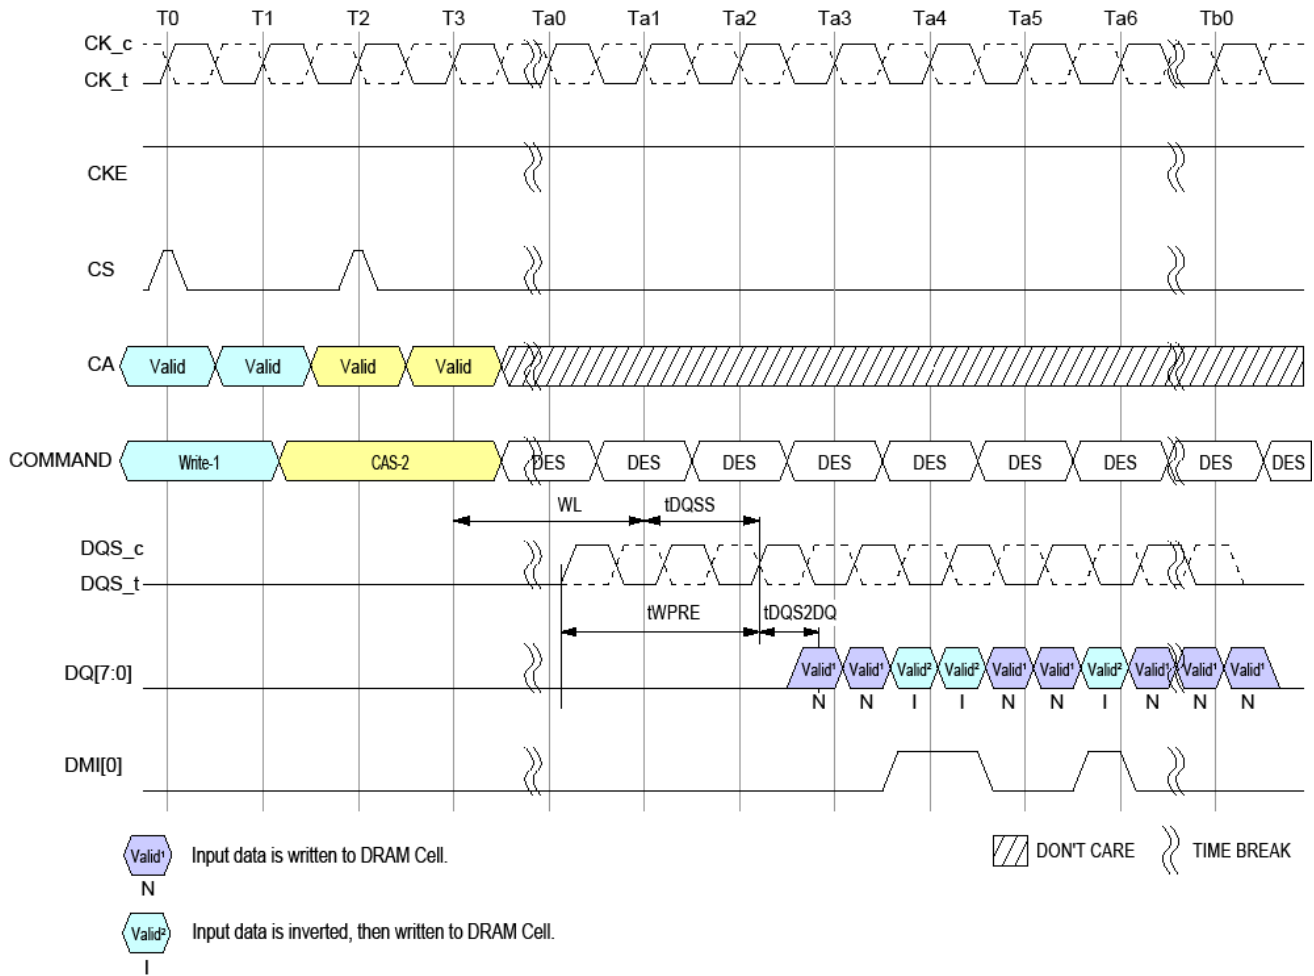 T0 T1 T2 T3 Ta0 Ta1 Ta2 Ta3 Ta4 Ta5 Ta6 Tb0
CK_c
CK_t
CKE
CS
CA Valid Valid Valid Valid
COMMAND Write-1 CAS-2 DES DES DES DES DES DES DES DES DES
WL tDQSS
DQS_c
DQS_t
tWPRE tDQS2DQ
DQ[7:0] Valid¹ Valid¹ Valid² Valid² Valid¹ Valid¹ Valid² Valid¹ Valid¹ Valid¹
N N I I N N I N N N
DMI[0]
Valid¹ Input data is written to DRAM Cell. DON'T CARE TIME BREAK
N
Valid² Input data is inverted, then written to DRAM Cell.
I